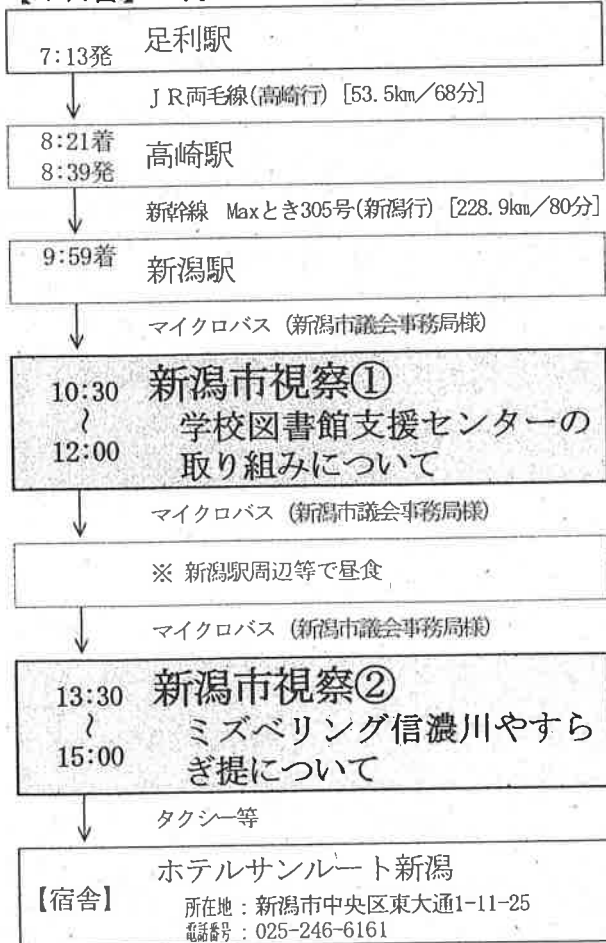 足利駅
7:13発
JR両毛線(高崎行) [53.5km/68分]
8:21着
高崎駅
8:39発
新幹線 Maxとき305号(新潟行) [228.9km/80分]
9:59着
新潟駅
マイクロバス (新潟市議会事務局様)
10:30
~
12:00
新潟市視察①
学校図書館支援センターの
取り組みについて
マイクロバス (新潟市議会事務局様)
※ 新潟駅周辺等で昼食
マイクロバス (新潟市議会事務局様)
13:30
~
15:00
新潟市視察②
ミズベリング信濃川やすら
ぎ提について
タクシー等
【宿舎】
ホテルサンルート新潟
所在地：新潟市中央区東大通1-11-25
電話番号：025-246-6161